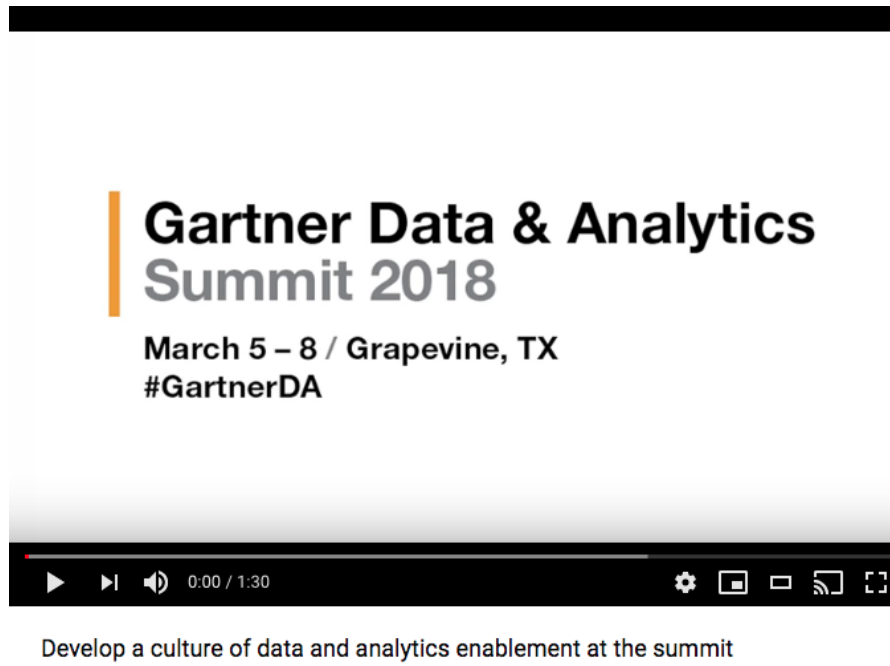 Gartner Data & Analytics
Summit 2018
March 5 – 8 / Grapevine, TX
#GartnerDA
0:00 / 1:30
Develop a culture of data and analytics enablement at the summit